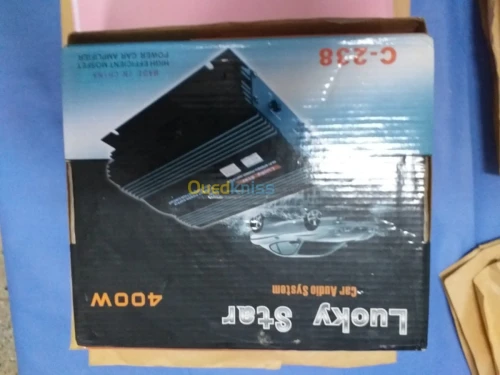 Lucky Star
Car Audio System
400W
C-238
HIGH EFFICIENT MOSFET
POWER CAR AMPLIFIER
MADE IN CHINA
Ouedkniss